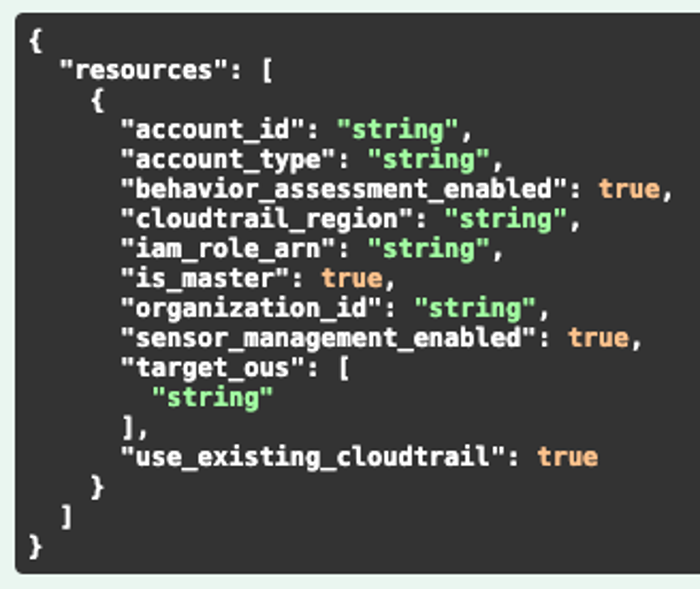 {
  "resources": [
    {
      "account_id": "string",
      "account_type": "string",
      "behavior_assessment_enabled": true,
      "cloudtrail_region": "string",
      "iam_role_arn": "string",
      "is_master": true,
      "organization_id": "string",
      "sensor_management_enabled": true,
      "target_ous": [
        "string"
      ],
      "use_existing_cloudtrail": true
    }
  ]
}